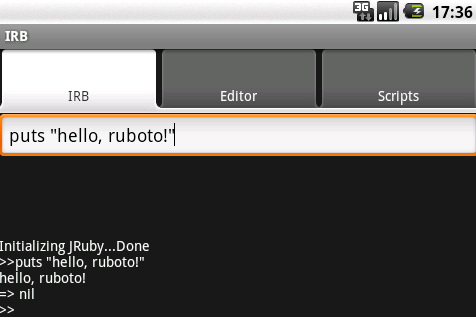 3G 17:36
IRB
IRB Editor Scripts
puts "hello, ruboto!"
Initializing JRuby...Done
>>puts "hello, ruboto!"
hello, ruboto!
=> nil
>>